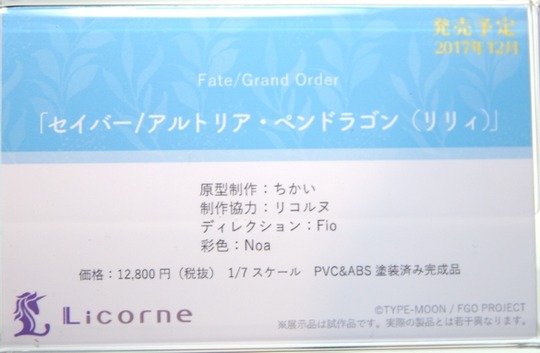 発売予定
2017年12月
Fate/Grand Order
「セイバー/アルトリア・ペンドラゴン（リリィ）」
原型制作：ちかい
制作協力：リコルヌ
ディレクション：Fio
彩色：Noa
価格：12,800円（税抜） 1/7スケール PVC&ABS塗装済み完成品
Licorne
©TYPE-MOON / FGO PROJECT
※展示品は試作品です。実際の製品とは若干異なります。